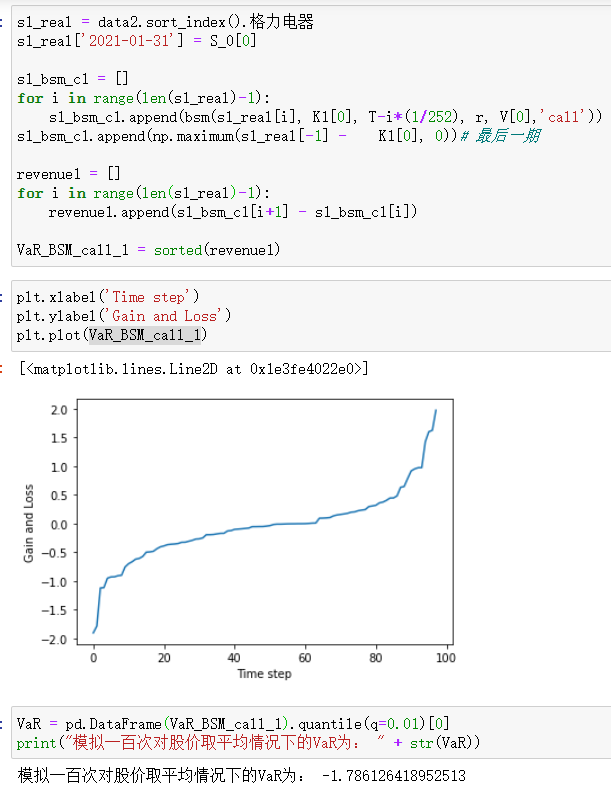 s1_real = data2.sort_index().格力电器
s1_real['2021-01-31'] = S_0[0]
s1_bsm_c1 = []
for i in range(len(s1_real)-1):
    s1_bsm_c1.append(bsm(s1_real[i], K1[0], T-i*(1/252), r, V[0],'call'))
s1_bsm_c1.append(np.maximum(s1_real[-1] -    K1[0], 0))# 最后一期
revenue1 = []
for i in range(len(s1_real)-1):
    revenue1.append(s1_bsm_c1[i+1] - s1_bsm_c1[i])
VaR_BSM_call_1 = sorted(revenue1)
plt.xlabel('Time step')
plt.ylabel('Gain and Loss')
plt.plot(VaR_BSM_call_1)
[<matplotlib.lines.Line2D at 0x1e3fe4022e0>]
2.0
1.5
1.0
0.5
0.0
−0.5
−1.0
−1.5
−2.0
Gain and Loss
0 20 40 60 80 100
Time step
VaR = pd.DataFrame(VaR_BSM_call_1).quantile(q=0.01)[0]
print("模拟一百次对股价取平均情况下的VaR为： " + str(VaR))
模拟一百次对股价取平均情况下的VaR为： -1.786126418952513